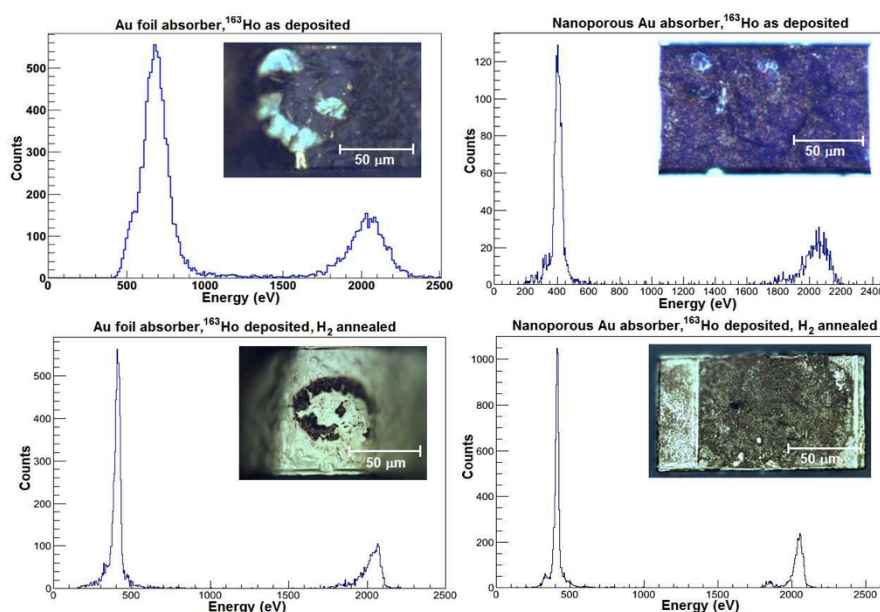 Au foil absorber,¹⁶³Ho as deposited
500
400
300
200
100
0
Counts
50 μm
0 500 1000 1500 2000 2500
Energy (eV)
Nanoporous Au absorber,¹⁶³Ho as deposited
120
100
80
60
40
20
0
Counts
50 μm
0 200 400 600 800 1000 1200 1400 1600 1800 2000 2200 2400
Energy (eV)
Au foil absorber,¹⁶³Ho deposited, H₂ annealed
500
400
300
200
100
0
Counts
50 μm
0 500 1000 1500 2000 2500
Energy (eV)
Nanoporous Au absorber,¹⁶³Ho deposited, H₂ annealed
1000
800
600
400
200
0
Counts
50 μm
0 500 1000 1500 2000 2500
Energy (eV)